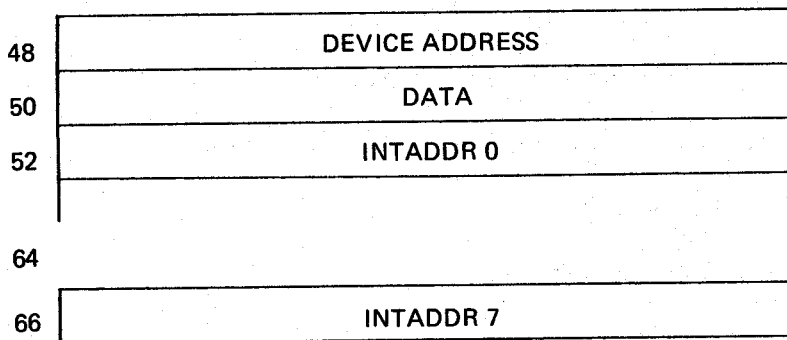 48 DEVICE ADDRESS
50 DATA
52 INTADDR 0
64
66 INTADDR 7